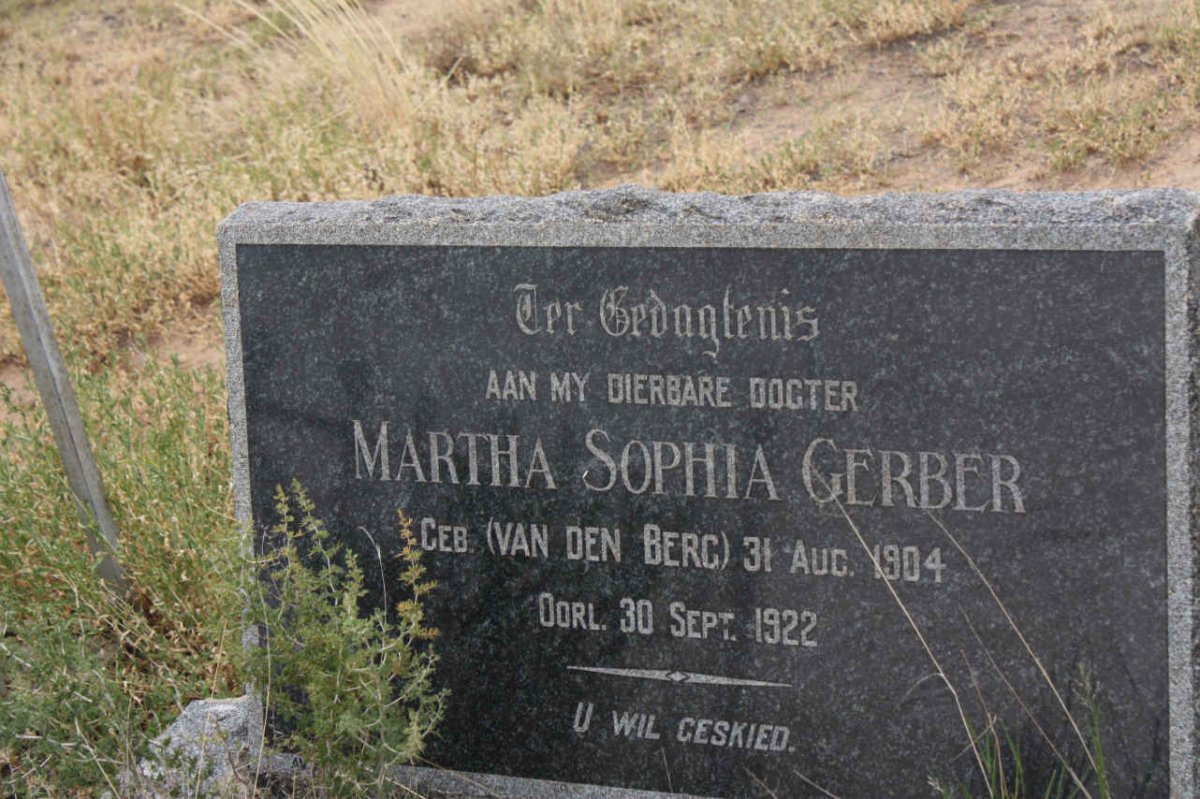 Ter Gedagtenis
AAN MY DIERBARE DOGTER
MARTHA SOPHIA GERBER
GEB. (VAN DEN BERG) 31 AUG. 1904
OORL. 30 SEPT. 1922
U WIL GESKIED.